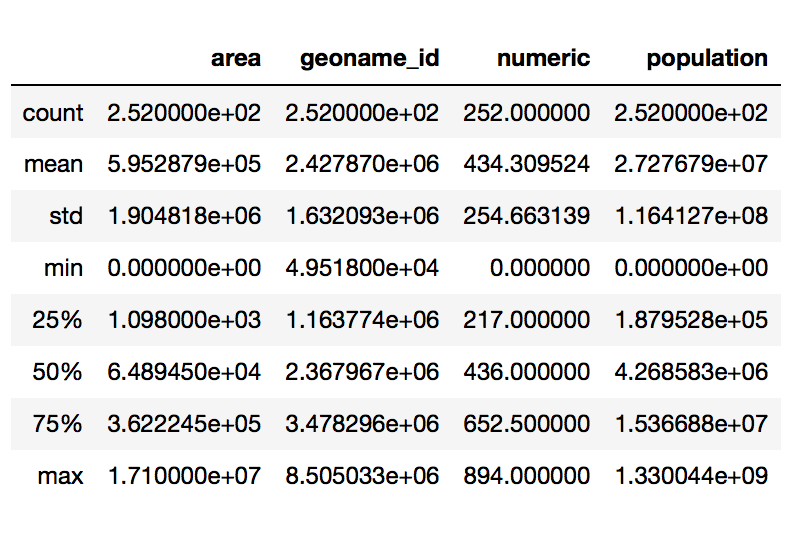 area geoname_id numeric population
count 2.520000e+02 2.520000e+02 252.000000 2.520000e+02
mean 5.952879e+05 2.427870e+06 434.309524 2.727679e+07
std 1.904818e+06 1.632093e+06 254.663139 1.164127e+08
min 0.000000e+00 4.951800e+04 0.000000 0.000000e+00
25% 1.098000e+03 1.163774e+06 217.000000 1.879528e+05
50% 6.489450e+04 2.367967e+06 436.000000 4.268583e+06
75% 3.622245e+05 3.478296e+06 652.500000 1.536688e+07
max 1.710000e+07 8.505033e+06 894.000000 1.330044e+09